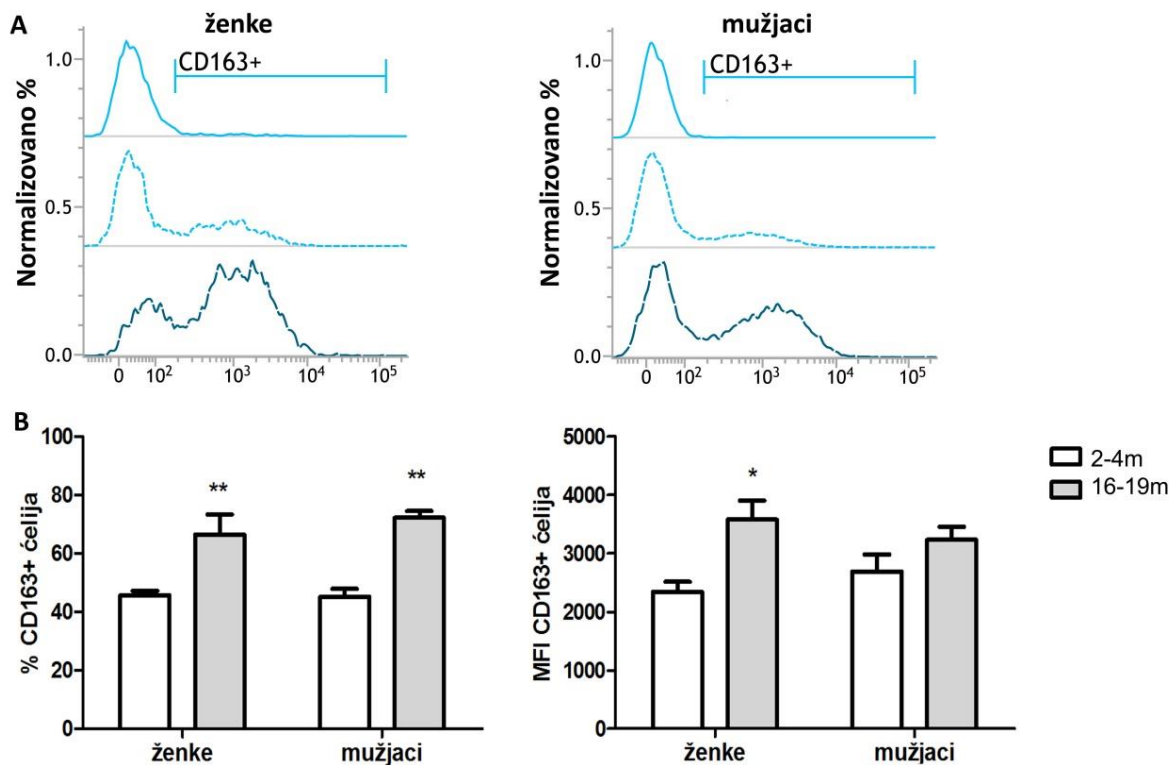 A
ženke
mužjaci
Normalizovano %
1.0
0.5
0.0
CD163+
0
10²
10³
10⁴
10⁵
Normalizovano %
1.0
0.5
0.0
CD163+
0
10²
10³
10⁴
10⁵
B
% CD163+ ćelija
100
80
60
40
20
0
**
**
ženke
mužjaci
MFI CD163+ ćelija
5000
4000
3000
2000
1000
0
*
ženke
mužjaci
2-4m
16-19m